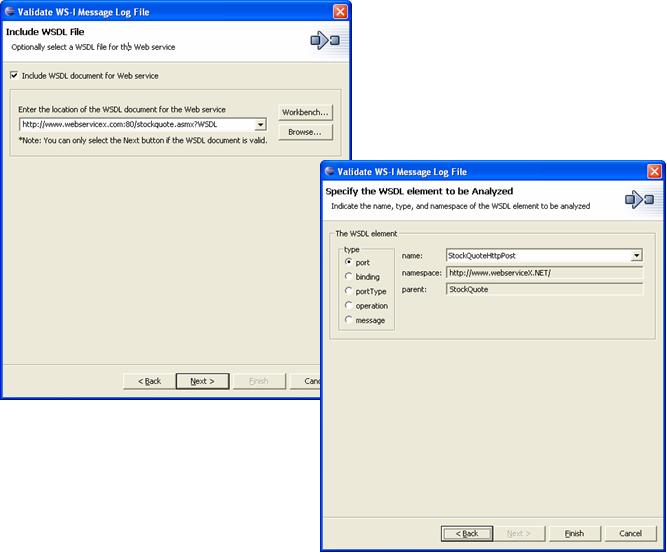 Validate WS-I Message Log File
Include WSDL File
Optionally select a WSDL file for the Web service
Include WSDL document for Web service
Enter the location of the WSDL document for the Web service
http://www.webservicex.com:80/stockquote.asmx?WSDL
Workbench...
Browse...
*Note: You can only select the Next button if the WSDL document is valid.
< Back
Next >
Finish
Canc
Validate WS-I Message Log File
Specify the WSDL element to be Analyzed
Indicate the name, type, and namespace of the WSDL element to be analyzed
The WSDL element
type
port
binding
portType
operation
message
name:
StockQuoteHttpPost
namespace:
http://www.webserviceX.NET/
parent:
StockQuote
< Back
Next >
Finish
Cancel